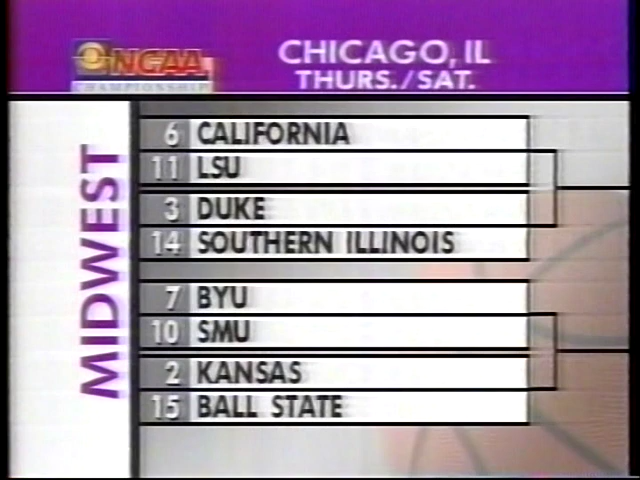 NCAA
CHAMPIONSHIP
CHICAGO, IL
THURS./SAT.
MIDWEST
6 CALIFORNIA
11 LSU
3 DUKE
14 SOUTHERN ILLINOIS
7 BYU
10 SMU
2 KANSAS
15 BALL STATE